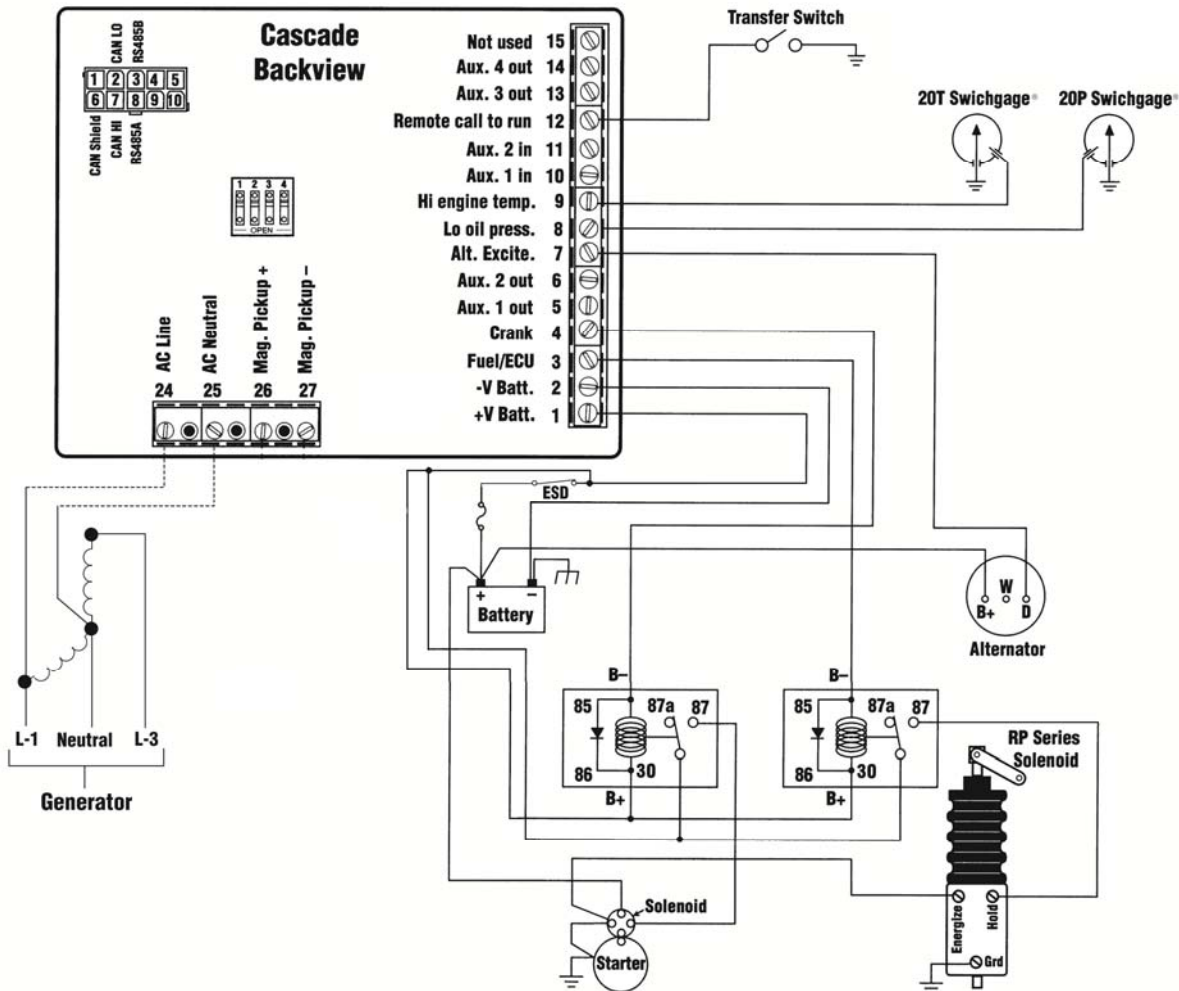 Cascade
Backview
CAN LO
RS485B
1 2 3 4 5
6 7 8 9 10
CAN Shield
CAN HI
RS485A
1 2 3 4
OPEN
Not used 15
Aux. 4 out 14
Aux. 3 out 13
Remote call to run 12
Aux. 2 in 11
Aux. 1 in 10
Hi engine temp. 9
Lo oil press. 8
Alt. Excite. 7
Aux. 2 out 6
Aux. 1 out 5
Crank 4
Fuel/ECU 3
-V Batt. 2
+V Batt. 1
AC Line
AC Neutral
Mag. Pickup +
Mag. Pickup –
24 25 26 27
Transfer Switch
20T Swichgage® 20P Swichgage®
ESD
+ –
Battery
B+ W D
Alternator
L-1 Neutral L-3
Generator
B–
85 87a 87
86 30
B+
B–
85 87a 87
86 30
B+
RP Series
Solenoid
Energize
Hold
Grd
Solenoid
Starter